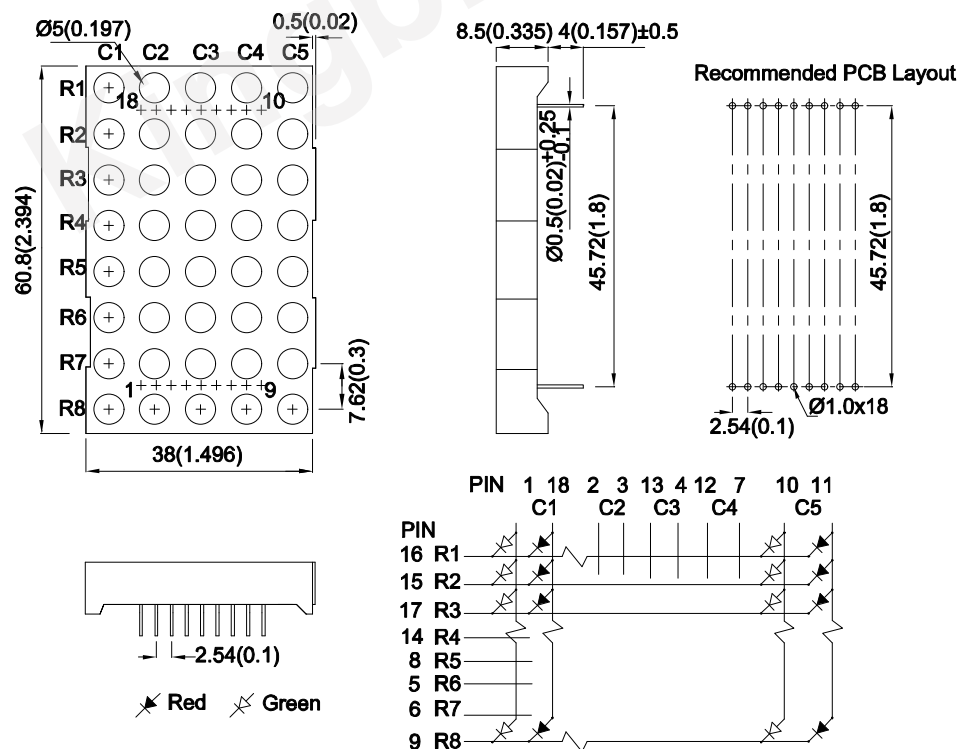 Ø5(0.197)
0.5(0.02)
C1 C2 C3 C4 C5
R1
R2
R3
R4
R5
R6
R7
R8
18
10
1
9
60.8(2.394)
38(1.496)
7.62(0.3)
8.5(0.335) 4(0.157)±0.5
Ø0.5(0.02)+0.25
-0.1
45.72(1.8)
Recommended PCB Layout
45.72(1.8)
Ø1.0x18
2.54(0.1)
2.54(0.1)
Red
Green
PIN 1 18 2 3 13 4 12 7 10 11
C1 C2 C3 C4 C5
PIN
16 R1
15 R2
17 R3
14 R4
8 R5
5 R6
6 R7
9 R8